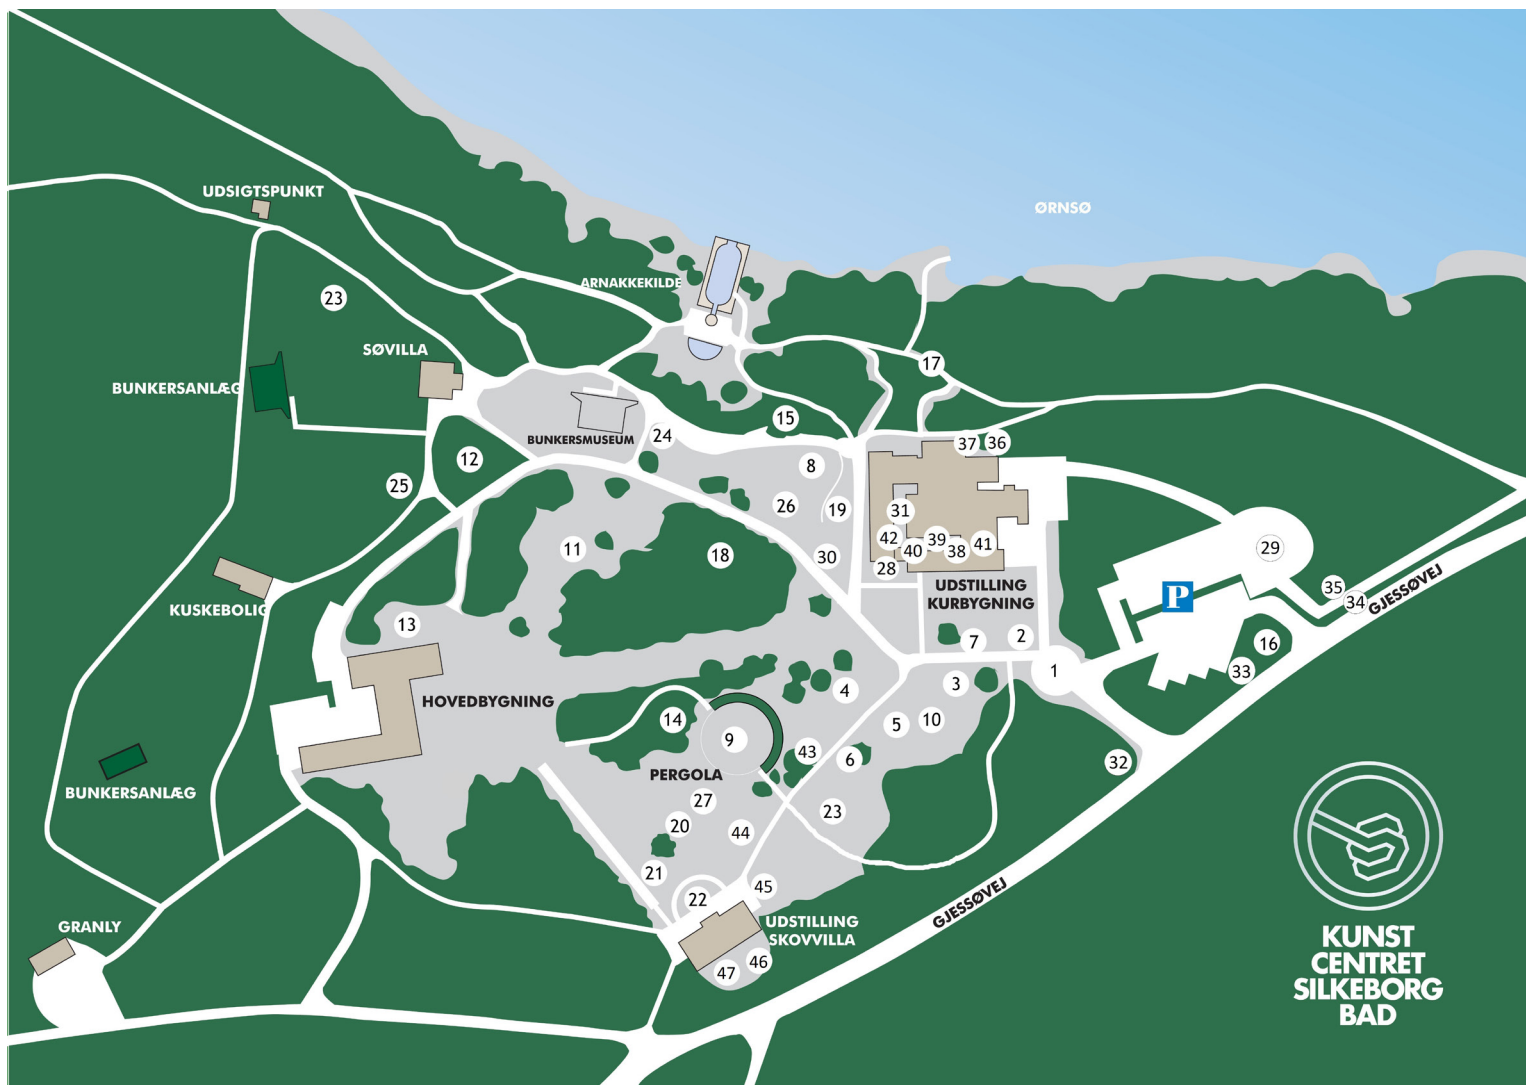 UDSIGTSPUNKT
ØRNSØ
ARNAKKEKILDE
23
SØVILLA
17
BUNKERSANLÆG
15
BUNKERSMUSEUM
24
37
36
12
8
25
26
19
31
11
18
30
42
39
40
38
41
28
29
UDSTILLING
KURBYGNING
P
35
34
GJESSØVEJ
KUSKEBOLIG
13
7
2
16
1
33
HOVEDBYGNING
4
3
14
9
5
10
43
6
32
PERGOLA
BUNKERSANLÆG
27
20
44
23
21
22
45
GJESSØVEJ
UDSTILLING
SKOVVILLA
46
47
GRANLY
KUNST
CENTRET
SILKEBORG
BAD